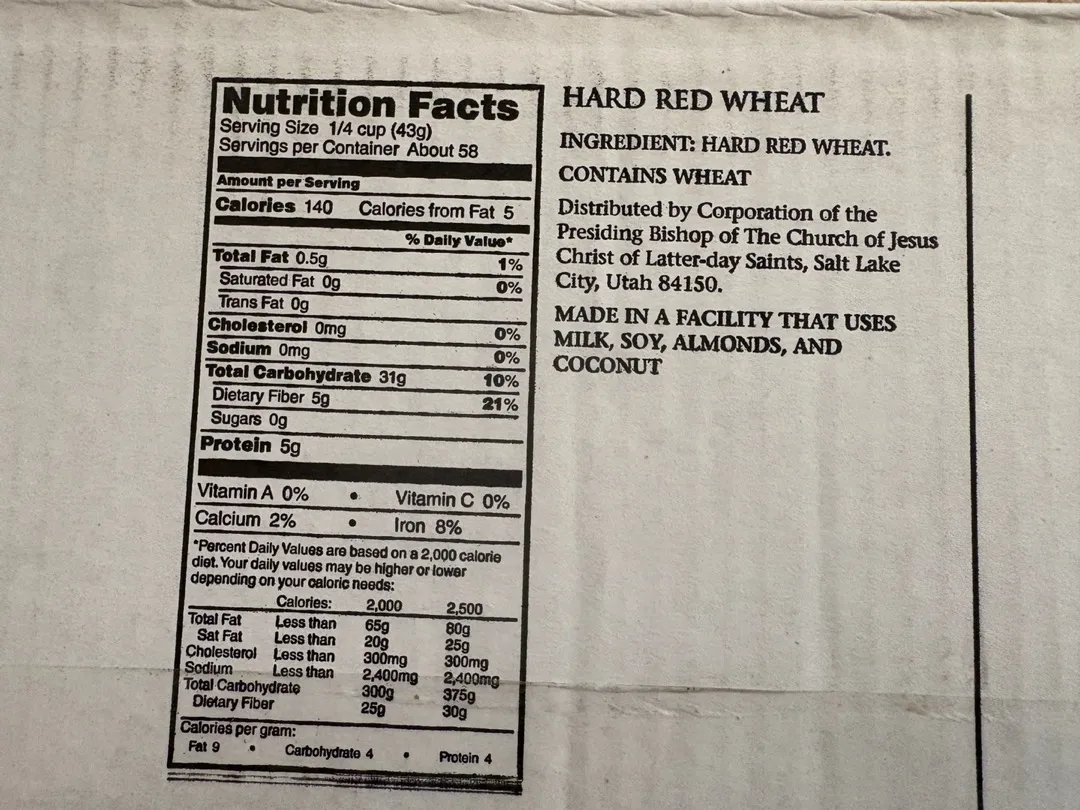 Nutrition Facts
Serving Size 1/4 cup (43g)
Servings per Container About 58
Amount per Serving
Calories 140 Calories from Fat 5
% Daily Value*
Total Fat 0.5g 1%
Saturated Fat 0g 0%
Trans Fat 0g
Cholesterol 0mg 0%
Sodium 0mg 0%
Total Carbohydrate 31g 10%
Dietary Fiber 5g 21%
Sugars 0g
Protein 5g
Vitamin A 0% • Vitamin C 0%
Calcium 2% • Iron 8%
*Percent Daily Values are based on a 2,000 calorie
diet. Your daily values may be higher or lower
depending on your caloric needs:
Calories: 2,000 2,500
Total Fat Less than 65g 80g
Sat Fat Less than 20g 25g
Cholesterol Less than 300mg 300mg
Sodium Less than 2,400mg 2,400mg
Total Carbohydrate 300g 375g
Dietary Fiber 25g 30g
Calories per gram:
Fat 9 • Carbohydrate 4 • Protein 4
HARD RED WHEAT
INGREDIENT: HARD RED WHEAT.
CONTAINS WHEAT
Distributed by Corporation of the
Presiding Bishop of The Church of Jesus
Christ of Latter-day Saints, Salt Lake
City, Utah 84150.
MADE IN A FACILITY THAT USES
MILK, SOY, ALMONDS, AND
COCONUT